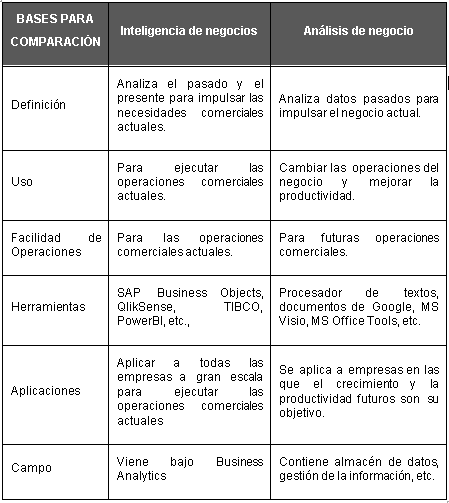 BASES PARA
COMPARACIÓN
Inteligencia de negocios
Análisis de negocio
Definición
Analiza el pasado y el
presente para impulsar las
necesidades comerciales
actuales.
Analiza datos pasados para
impulsar el negocio actual.
Uso
Para ejecutar las
operaciones comerciales
actuales.
Cambiar las operaciones del
negocio y mejorar la
productividad.
Facilidad de
Operaciones
Para las operaciones
comerciales actuales.
Para futuras operaciones
comerciales.
Herramientas
SAP Business Objects,
QlikSense, TIBCO,
PowerBI, etc.,
Procesador de textos,
documentos de Google, MS
Visio, MS Office Tools, etc.
Aplicaciones
Aplicar a todas las
empresas a gran escala
para ejecutar las
operaciones comerciales
actuales
Se aplica a empresas en las
que el crecimiento y la
productividad futuros son su
objetivo.
Campo
Viene bajo Business
Analytics
Contiene almacén de datos,
gestión de la información, etc.